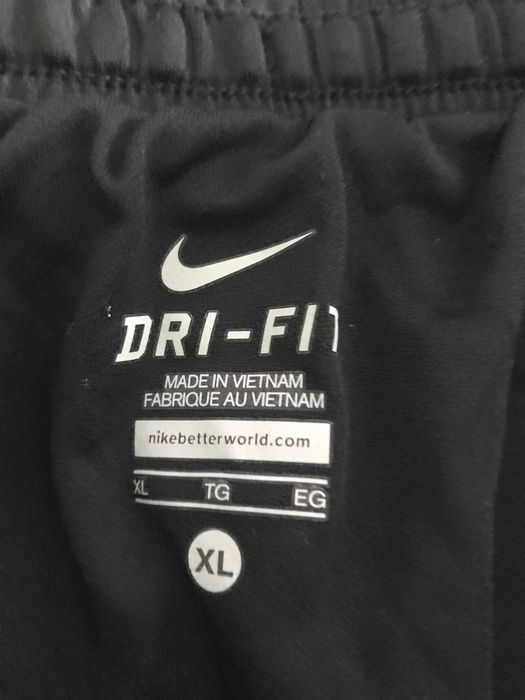 DRI-FIT
MADE IN VIETNAM
FABRIQUE AU VIETNAM
nikebetterworld.com
XL TG EG
XL